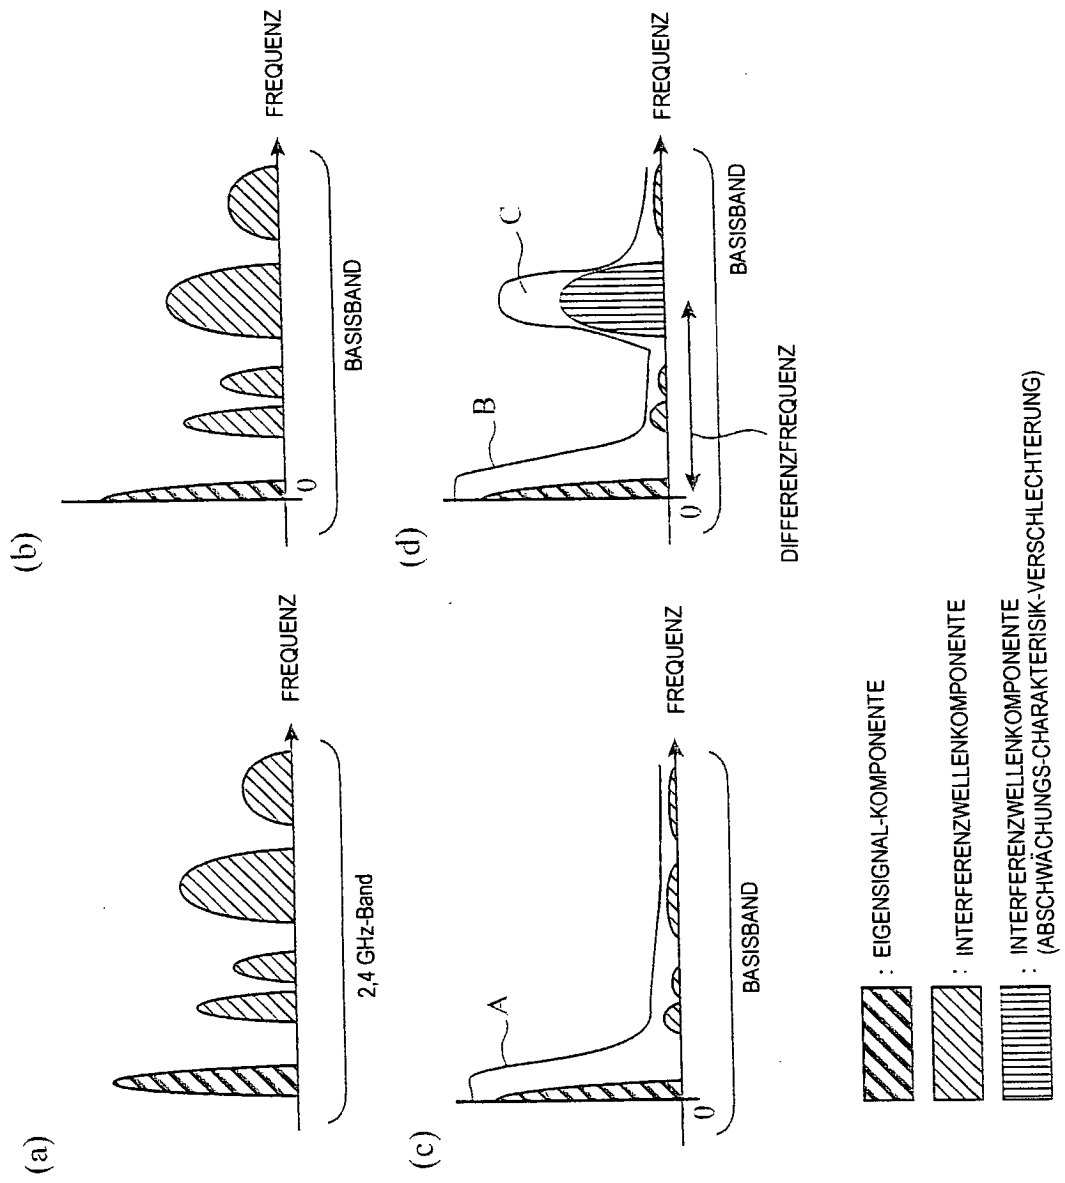 (a)
FREQUENZ
2,4 GHz-Band
(b)
FREQUENZ
0
BASISBAND
(c)
A
FREQUENZ
0
BASISBAND
(d)
B
C
FREQUENZ
0
BASISBAND
DIFFERENZFREQUENZ
: EIGENSIGNAL-KOMPONENTE
: INTERFERENZWELLENKOMPONENTE
: INTERFERENZWELLENKOMPONENTE
(ABSCHWÄCHUNGS-CHARAKTERISIK-VERSCHLECHTERUNG)